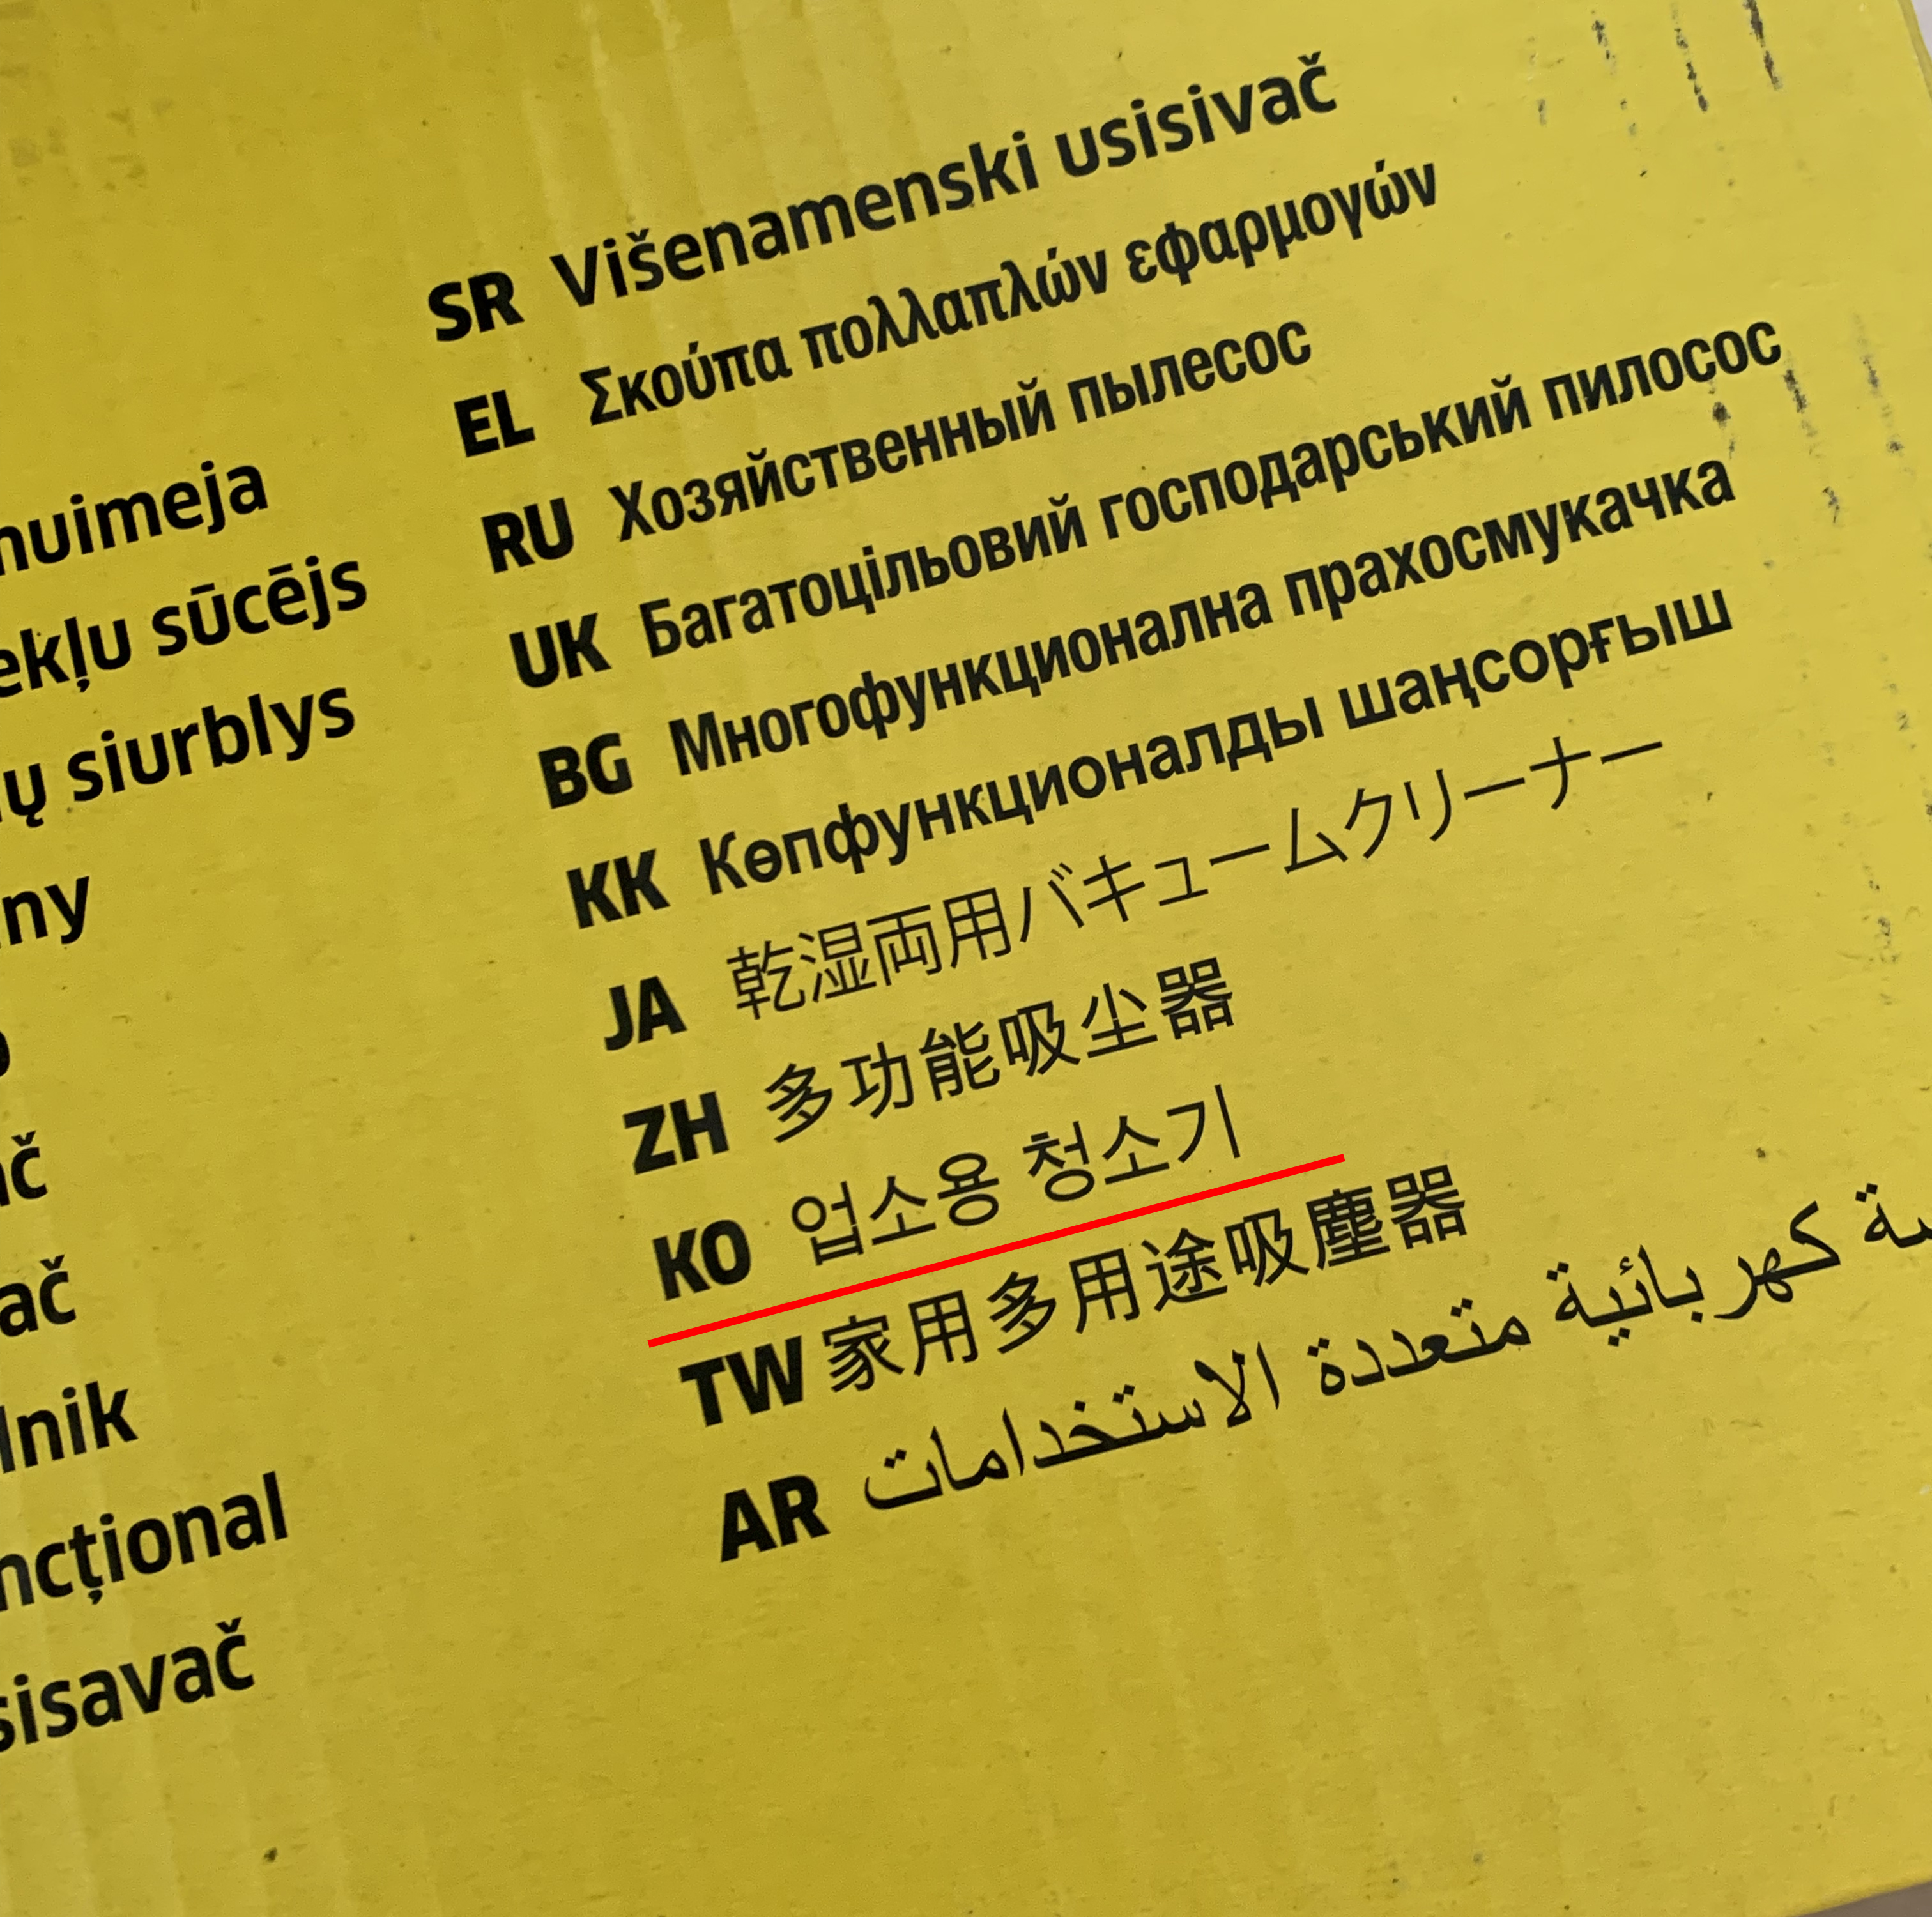 nuimeja
ekļu sūcējs
ų siurblys
ny
ač
ač
lnik
ncțional
sisavač
SR Višenamenski usisivač
EL Σκούπα πολλαπλών εφαρμογών
RU Хозяйственный пылесос
UK Багатоцільовий господарський пилосос
BG Многофункционална прахосмукачка
KK Көпфункционалды шаңсорғыш
JA 乾湿両用バキュームクリーナー
ZH 多功能吸尘器
KO 업소용 청소기
TW 家用多用途吸塵器
AR كهربائية متعددة الاستخدامات